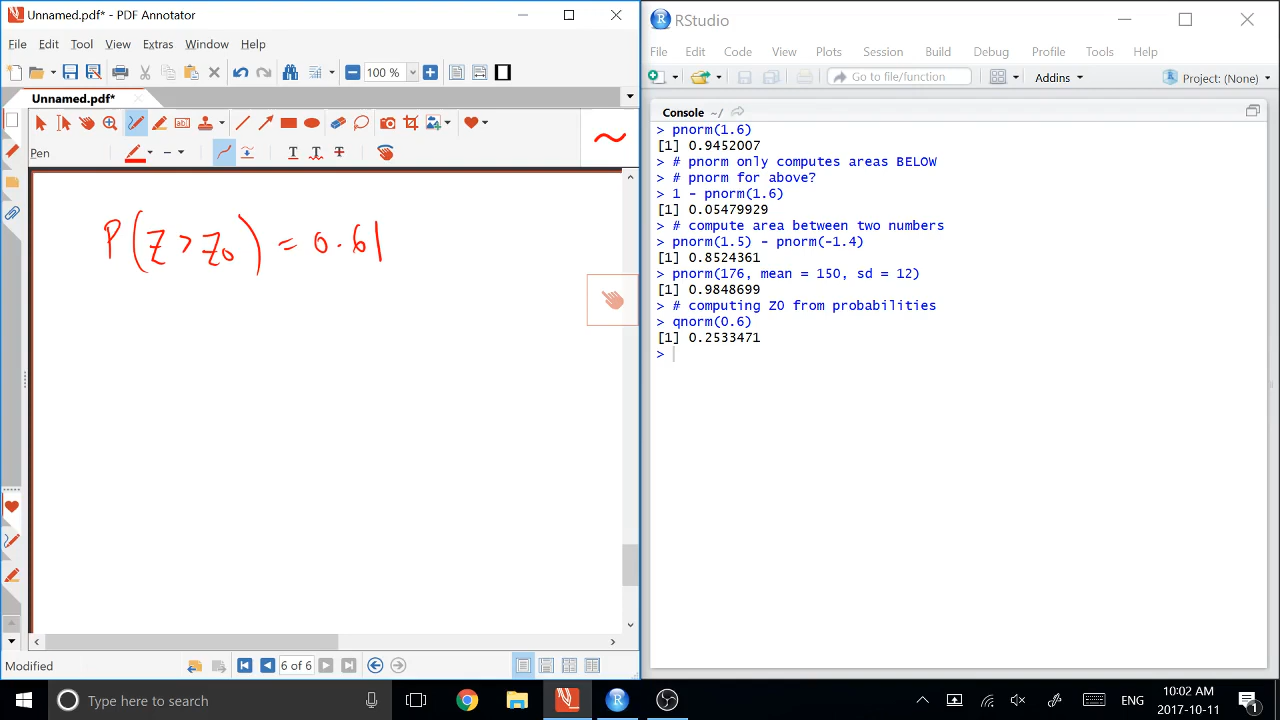 Unnamed.pdf* - PDF Annotator
File Edit Tool View Extras Window Help
100 %
Unnamed.pdf*
Pen
P(Z > Z0) = 0.61
6 of 6
Modified
RStudio
File Edit Code View Plots Session Build Debug Profile Tools Help
Go to file/function
Addins
Project: (None)
Console ~/
> pnorm(1.6)
[1] 0.9452007
> # pnorm only computes areas BELOW
> # pnorm for above?
> 1 - pnorm(1.6)
[1] 0.05479929
> # compute area between two numbers
> pnorm(1.5) - pnorm(-1.4)
[1] 0.8524361
> pnorm(176, mean = 150, sd = 12)
[1] 0.9848699
> # computing Z0 from probabilities
> qnorm(0.6)
[1] 0.2533471
>
Type here to search
ENG
10:02 AM
2017-10-11
1